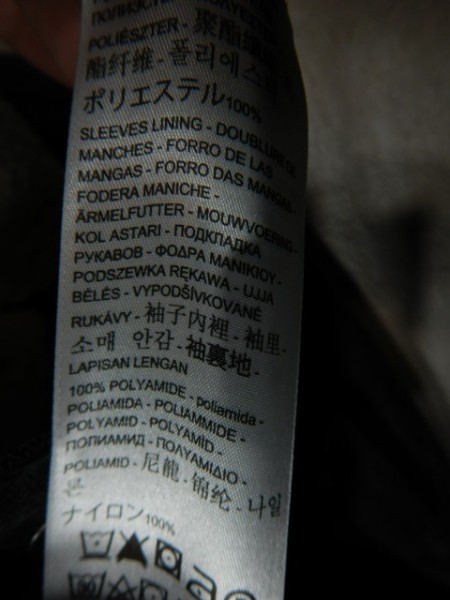 POLIÉSZTER - 聚酯纖維
酯纤维 - 폴리에스
ポリエステル100%
SLEEVES LINING - DOUBLURE DE
MANCHES - FORRO DE LAS
MANGAS - FORRO DAS MANGAS -
FODERA MANICHE -
ÄRMELFUTTER - MOUWVOERING -
KOL ASTARI - ПОДКЛАДКА
РУКАВОВ - ΦΟΔΡΑ ΜΑΝΙΚΙΟΥ -
PODSZEWKA RĘKAWA - UJJA
BÉLÉS - VYPODŠÍVKOVANÉ
RUKÁVY - 袖子內裡 - 袖里 -
소매 안감 - 袖裏地 -
LAPISAN LENGAN
100% POLYAMIDE - poliamida -
POLIAMIDA - POLIAMMIDE -
POLYAMID - POLYAMID -
ПОПИАМИД - ΠΟΛΥΑΜΙΔΙΟ -
POLIAMID - 尼龍 - 锦纶 - 나일
론
ナイロン100%